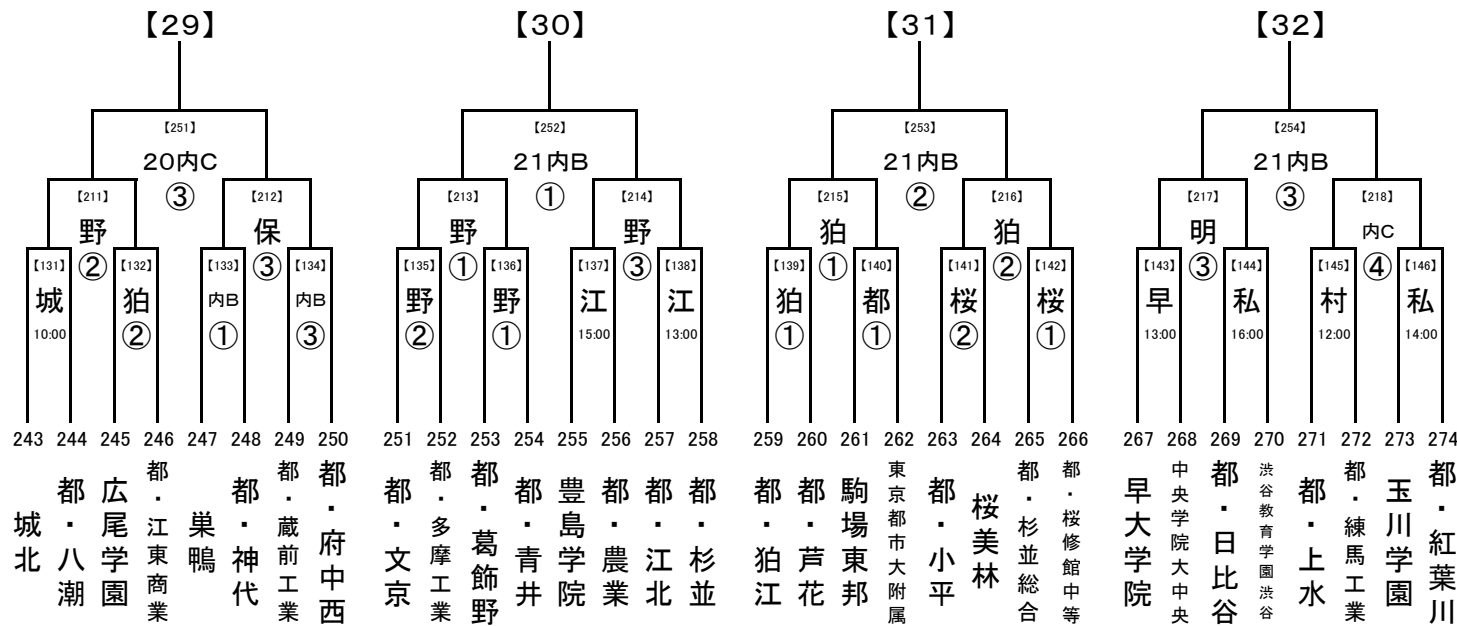 【29】 【30】 【31】 【32】
【251】 【252】 【253】 【254】
20内C 21内B 21内B 21内B
③ ① ② ③
【211】 【212】 【213】 【214】 【215】 【216】 【217】 【218】
野 保 野 野 狛 狛 明 内C
② ③ ① ③ ① ② ③ ④
【131】 【132】 【133】 【134】 【135】 【136】 【137】 【138】 【139】 【140】 【141】 【142】 【143】 【144】 【145】 【146】
城 狛 内B 内B 野 野 江 江 狛 都 桜 桜 早 私 村 私
10:00 ② ① ③ ② ① 15:00 13:00 ① ① ② ① 13:00 16:00 12:00 14:00
243 244 245 246 247 248 249 250 251 252 253 254 255 256 257 258 259 260 261 262 263 264 265 266 267 268 269 270 271 272 273 274
城北
都・八潮
広尾学園
都・江東商業
巣鴨
都・神代
都・蔵前工業
都・府中西
都・文京
都・多摩工業
都・葛飾野
都・青井
豊島学院
都・農業
都・江北
都・杉並
都・狛江
都・芦花
駒場東邦
東京都市大附属
都・小平
桜美林
都・杉並総合
都・桜修館中等
早大学院
中央学院大中央
都・日比谷
渋谷教育学園渋谷
都・上水
都・練馬工業
玉川学園
都・紅葉川